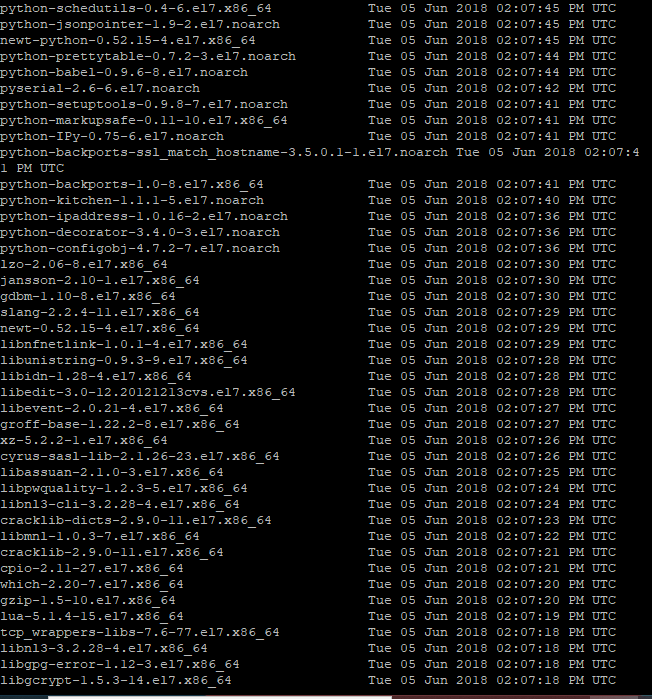 python-schedutils-0.4-6.el7.x86_64            Tue 05 Jun 2018 02:07:45 PM UTC
python-jsonpointer-1.9-2.el7.noarch           Tue 05 Jun 2018 02:07:45 PM UTC
newt-python-0.52.15-4.el7.x86_64              Tue 05 Jun 2018 02:07:45 PM UTC
python-prettytable-0.7.2-3.el7.noarch         Tue 05 Jun 2018 02:07:44 PM UTC
python-babel-0.9.6-8.el7.noarch               Tue 05 Jun 2018 02:07:44 PM UTC
pyserial-2.6-6.el7.noarch                     Tue 05 Jun 2018 02:07:42 PM UTC
python-setuptools-0.9.8-7.el7.noarch          Tue 05 Jun 2018 02:07:41 PM UTC
python-markupsafe-0.11-10.el7.x86_64          Tue 05 Jun 2018 02:07:41 PM UTC
python-IPy-0.75-6.el7.noarch                  Tue 05 Jun 2018 02:07:41 PM UTC
python-backports-ssl_match_hostname-3.5.0.1-1.el7.noarch Tue 05 Jun 2018 02:07:4
1 PM UTC
python-backports-1.0-8.el7.x86_64             Tue 05 Jun 2018 02:07:41 PM UTC
python-kitchen-1.1.1-5.el7.noarch             Tue 05 Jun 2018 02:07:40 PM UTC
python-ipaddress-1.0.16-2.el7.noarch          Tue 05 Jun 2018 02:07:36 PM UTC
python-decorator-3.4.0-3.el7.noarch           Tue 05 Jun 2018 02:07:36 PM UTC
python-configobj-4.7.2-7.el7.noarch           Tue 05 Jun 2018 02:07:36 PM UTC
lzo-2.06-8.el7.x86_64                         Tue 05 Jun 2018 02:07:30 PM UTC
jansson-2.10-1.el7.x86_64                     Tue 05 Jun 2018 02:07:30 PM UTC
gdbm-1.10-8.el7.x86_64                        Tue 05 Jun 2018 02:07:30 PM UTC
slang-2.2.4-11.el7.x86_64                     Tue 05 Jun 2018 02:07:29 PM UTC
newt-0.52.15-4.el7.x86_64                     Tue 05 Jun 2018 02:07:29 PM UTC
libnfnetlink-1.0.1-4.el7.x86_64               Tue 05 Jun 2018 02:07:29 PM UTC
libunistring-0.9.3-9.el7.x86_64               Tue 05 Jun 2018 02:07:28 PM UTC
libidn-1.28-4.el7.x86_64                      Tue 05 Jun 2018 02:07:28 PM UTC
libedit-3.0-12.20121213cvs.el7.x86_64         Tue 05 Jun 2018 02:07:28 PM UTC
libevent-2.0.21-4.el7.x86_64                  Tue 05 Jun 2018 02:07:27 PM UTC
groff-base-1.22.2-8.el7.x86_64                Tue 05 Jun 2018 02:07:27 PM UTC
xz-5.2.2-1.el7.x86_64                         Tue 05 Jun 2018 02:07:26 PM UTC
cyrus-sasl-lib-2.1.26-23.el7.x86_64           Tue 05 Jun 2018 02:07:26 PM UTC
libassuan-2.1.0-3.el7.x86_64                  Tue 05 Jun 2018 02:07:25 PM UTC
libpwquality-1.2.3-5.el7.x86_64               Tue 05 Jun 2018 02:07:24 PM UTC
libnl3-cli-3.2.28-4.el7.x86_64                Tue 05 Jun 2018 02:07:24 PM UTC
cracklib-dicts-2.9.0-11.el7.x86_64            Tue 05 Jun 2018 02:07:23 PM UTC
libmnl-1.0.3-7.el7.x86_64                     Tue 05 Jun 2018 02:07:22 PM UTC
cracklib-2.9.0-11.el7.x86_64                  Tue 05 Jun 2018 02:07:21 PM UTC
cpio-2.11-27.el7.x86_64                       Tue 05 Jun 2018 02:07:21 PM UTC
which-2.20-7.el7.x86_64                       Tue 05 Jun 2018 02:07:20 PM UTC
gzip-1.5-10.el7.x86_64                        Tue 05 Jun 2018 02:07:20 PM UTC
lua-5.1.4-15.el7.x86_64                       Tue 05 Jun 2018 02:07:19 PM UTC
tcp_wrappers-libs-7.6-77.el7.x86_64           Tue 05 Jun 2018 02:07:18 PM UTC
libnl3-3.2.28-4.el7.x86_64                    Tue 05 Jun 2018 02:07:18 PM UTC
libgpg-error-1.12-3.el7.x86_64                Tue 05 Jun 2018 02:07:18 PM UTC
libgcrypt-1.5.3-14.el7.x86_64                 Tue 05 Jun 2018 02:07:18 PM UTC